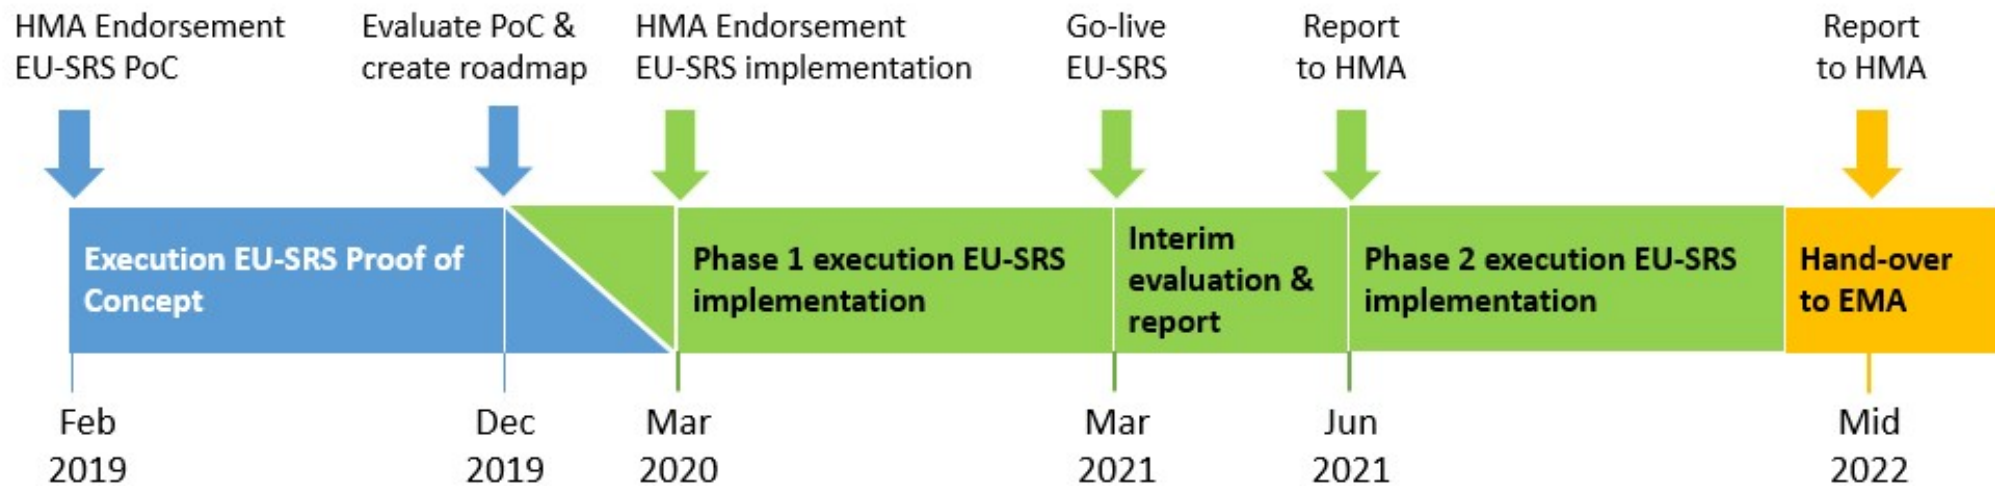 HMA Endorsement
EU-SRS PoC
Evaluate PoC &
create roadmap
HMA Endorsement
EU-SRS implementation
Go-live
EU-SRS
Report
to HMA
Report
to HMA
Execution EU-SRS Proof of
Concept
Phase 1 execution EU-SRS
implementation
Interim
evaluation &
report
Phase 2 execution EU-SRS
implementation
Hand-over
to EMA
Feb
2019
Dec
2019
Mar
2020
Mar
2021
Jun
2021
Mid
2022